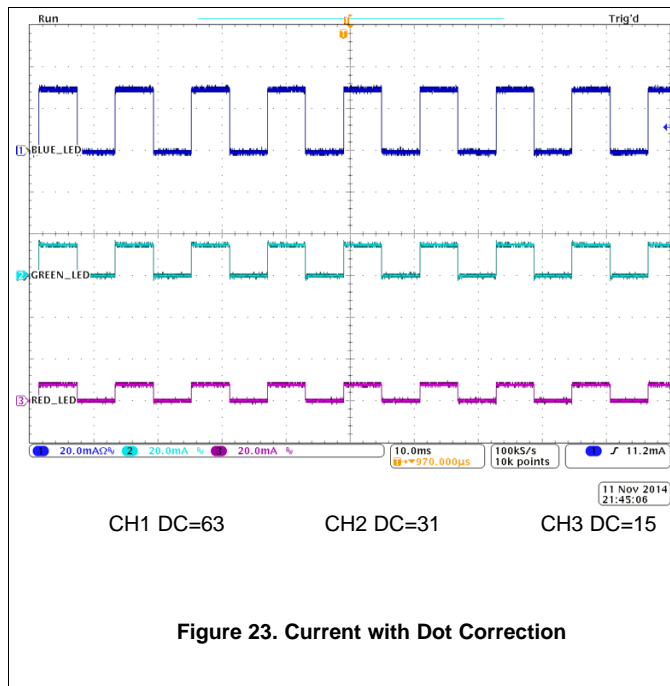 Run Trig'd
T
T
1 BLUE_LED
2 GREEN_LED
3 RED_LED
1 20.0mAΩ 2 20.0mA 3 20.0mA
10.0ms 100kS/s 1 11.2mA
T 970.000µs 10k points
11 Nov 2014
21:45:06
CH1 DC=63 CH2 DC=31 CH3 DC=15
Figure 23. Current with Dot Correction